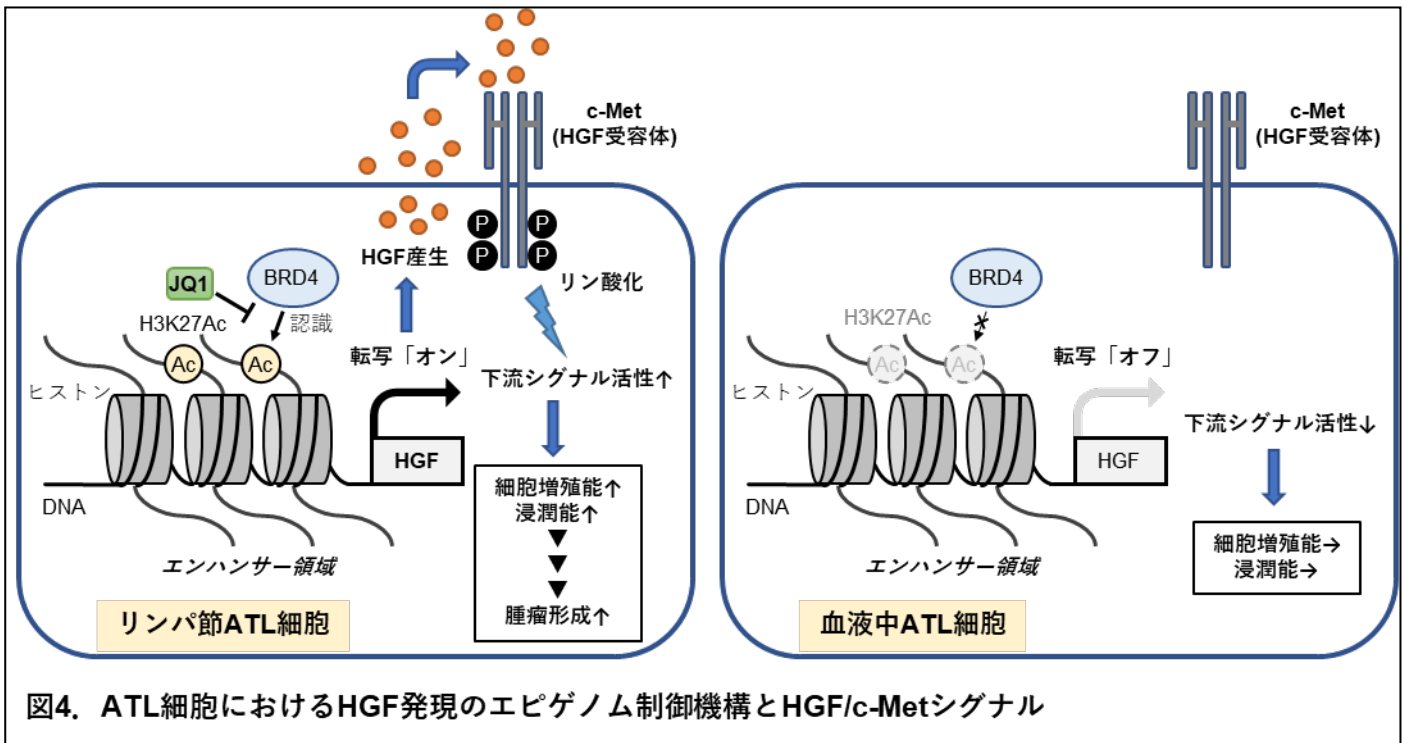 c-Met
(HGF受容体)
P
P
P
P
HGF産生
リン酸化
JQ1
BRD4
H3K27Ac
認識
Ac
Ac
転写「オン」
ヒストン
下流シグナル活性↑
HGF
DNA
細胞増殖能↑
浸潤能↑
▼
▼
▼
腫瘍形成↑
エンハンサー領域
リンパ節ATL細胞
c-Met
(HGF受容体)
BRD4
H3K27Ac
Ac
Ac
転写「オフ」
ヒストン
下流シグナル活性↓
HGF
DNA
細胞増殖能→
浸潤能→
エンハンサー領域
血液中ATL細胞
図4．ATL細胞におけるHGF発現のエピゲノム制御機構とHGF/c-Metシグナル